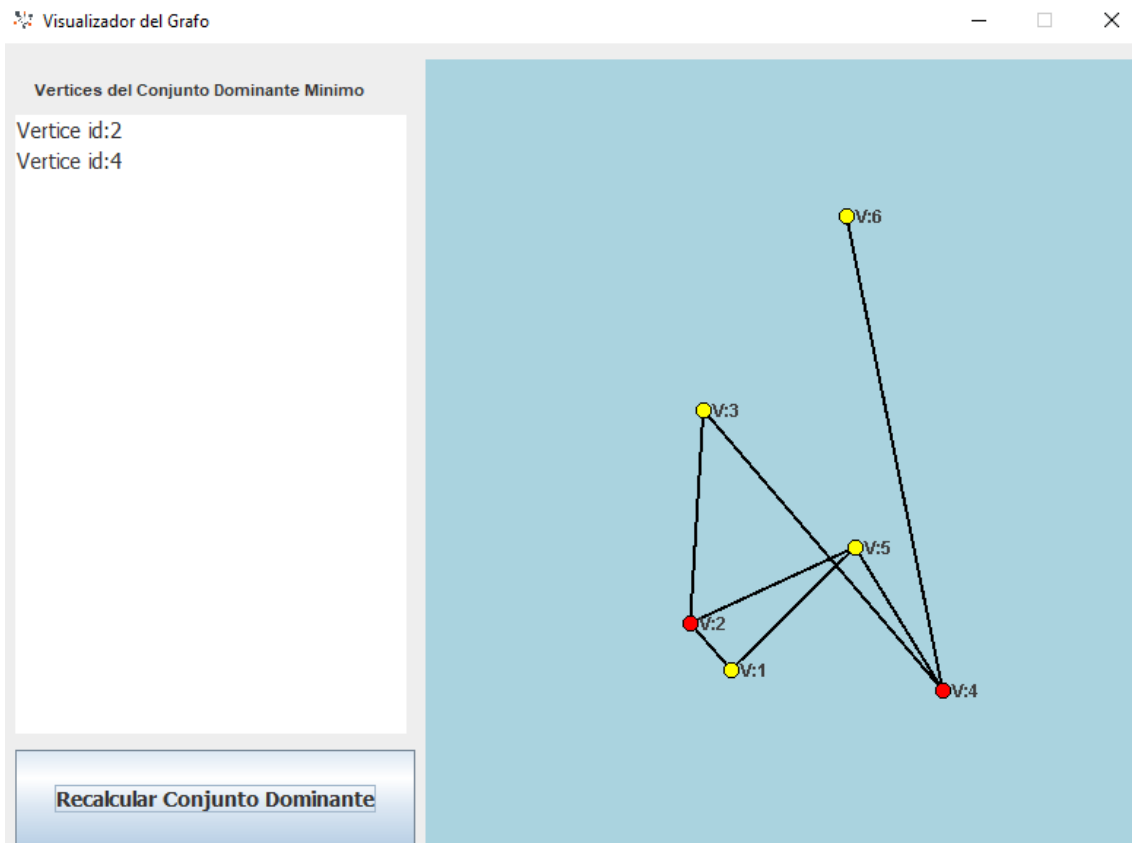 Visualizador del Grafo
Vertices del Conjunto Dominante Minimo
Vertice id:2
Vertice id:4
V:6
V:3
V:5
V:2
V:1
V:4
Recalcular Conjunto Dominante